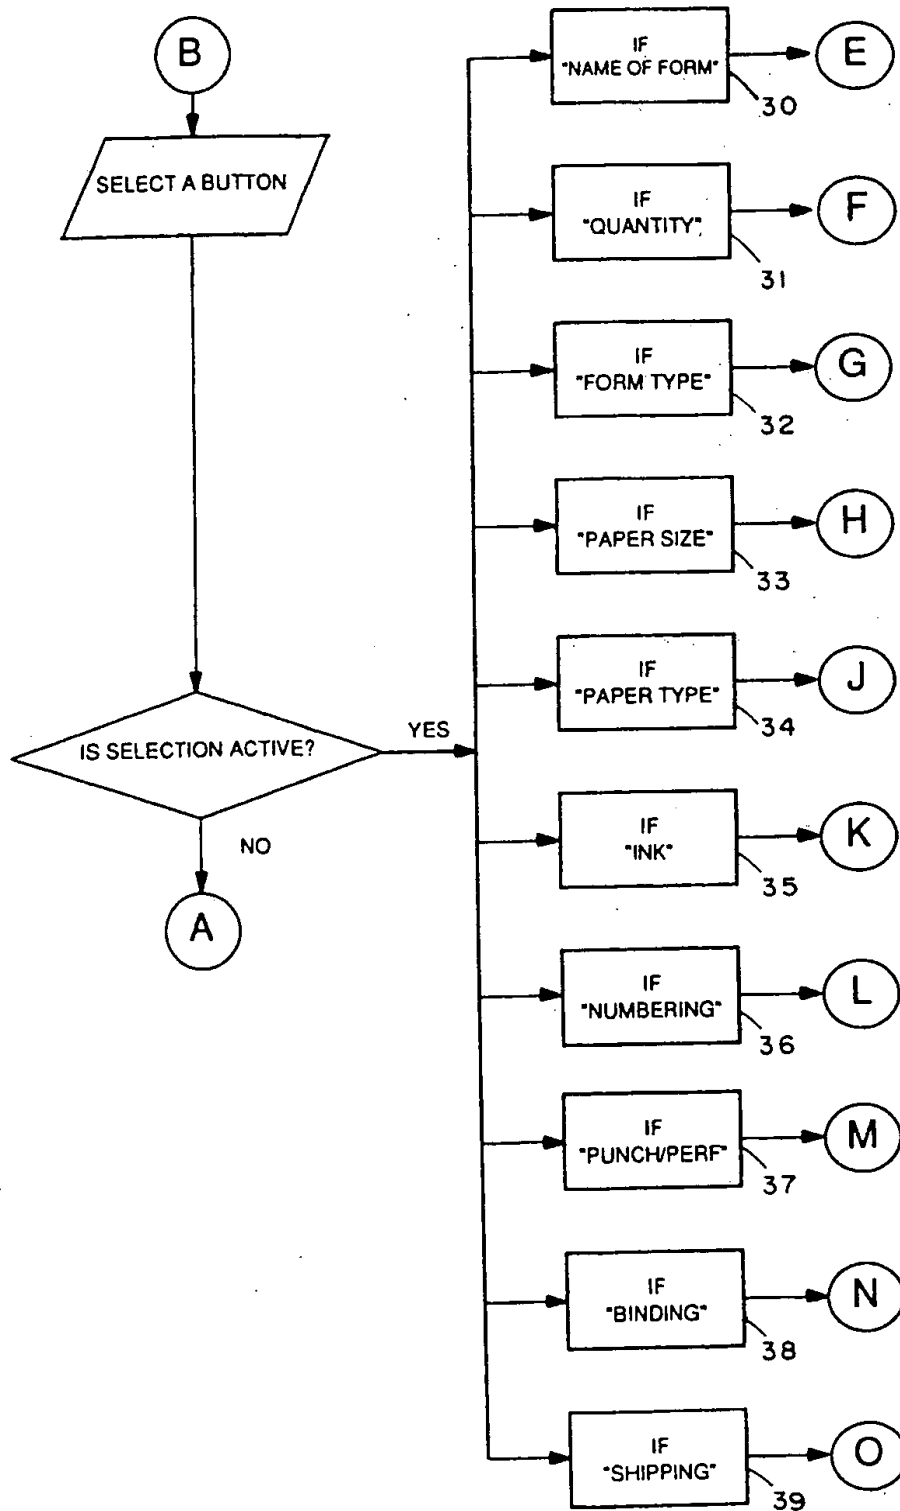 B
SELECT A BUTTON
IS SELECTION ACTIVE?
YES
NO
A
IF
"NAME OF FORM"
30
E
IF
"QUANTITY"
31
F
IF
"FORM TYPE"
32
G
IF
"PAPER SIZE"
33
H
IF
"PAPER TYPE"
34
J
IF
"INK"
35
K
IF
"NUMBERING"
36
L
IF
"PUNCH/PERF"
37
M
IF
"BINDING"
38
N
IF
"SHIPPING"
39
O